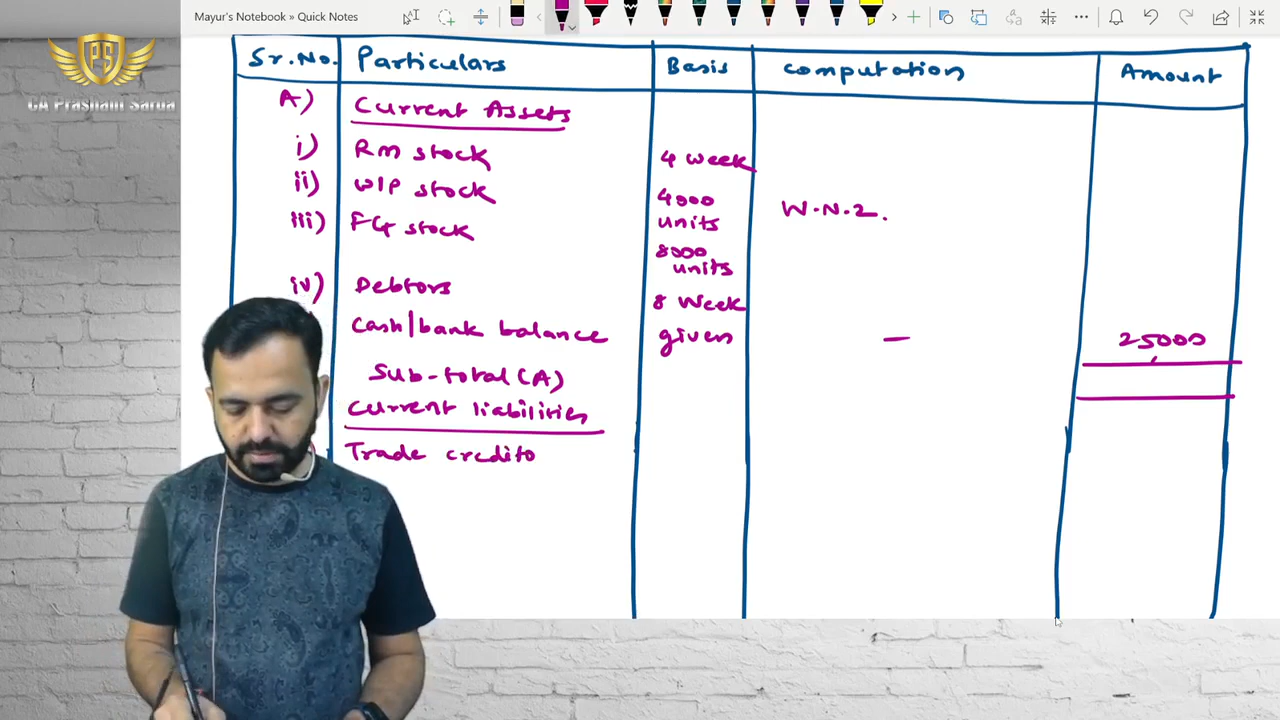 Mayur's Notebook » Quick Notes
PS
CA Prasham Sarda
Sr.No. Particulars Basis Computation Amount
A) Current Assets
i) RM stock 4 week
ii) WIP stock 4000 units W.N.2.
iii) FG stock 8000 units
iv) Debtors 8 Week
Cash/bank balance given — 25000
Sub-total (A)
Current liabilities
Trade credito